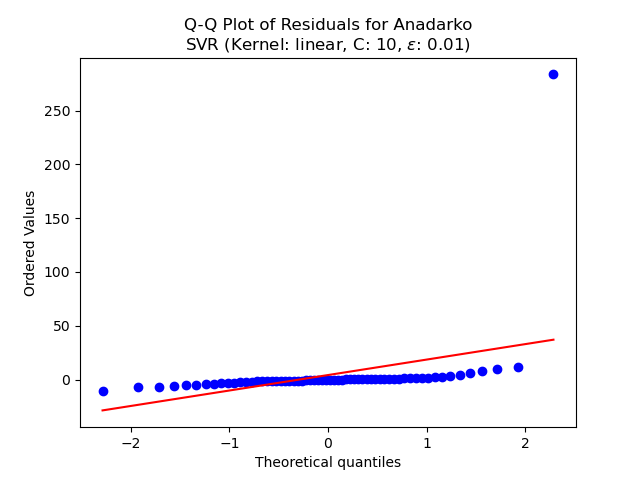 Q-Q Plot of Residuals for Anadarko
SVR (Kernel: linear, C: 10, ε: 0.01)
250
200
150
100
50
0
Ordered Values
−2
−1
0
1
2
Theoretical quantiles